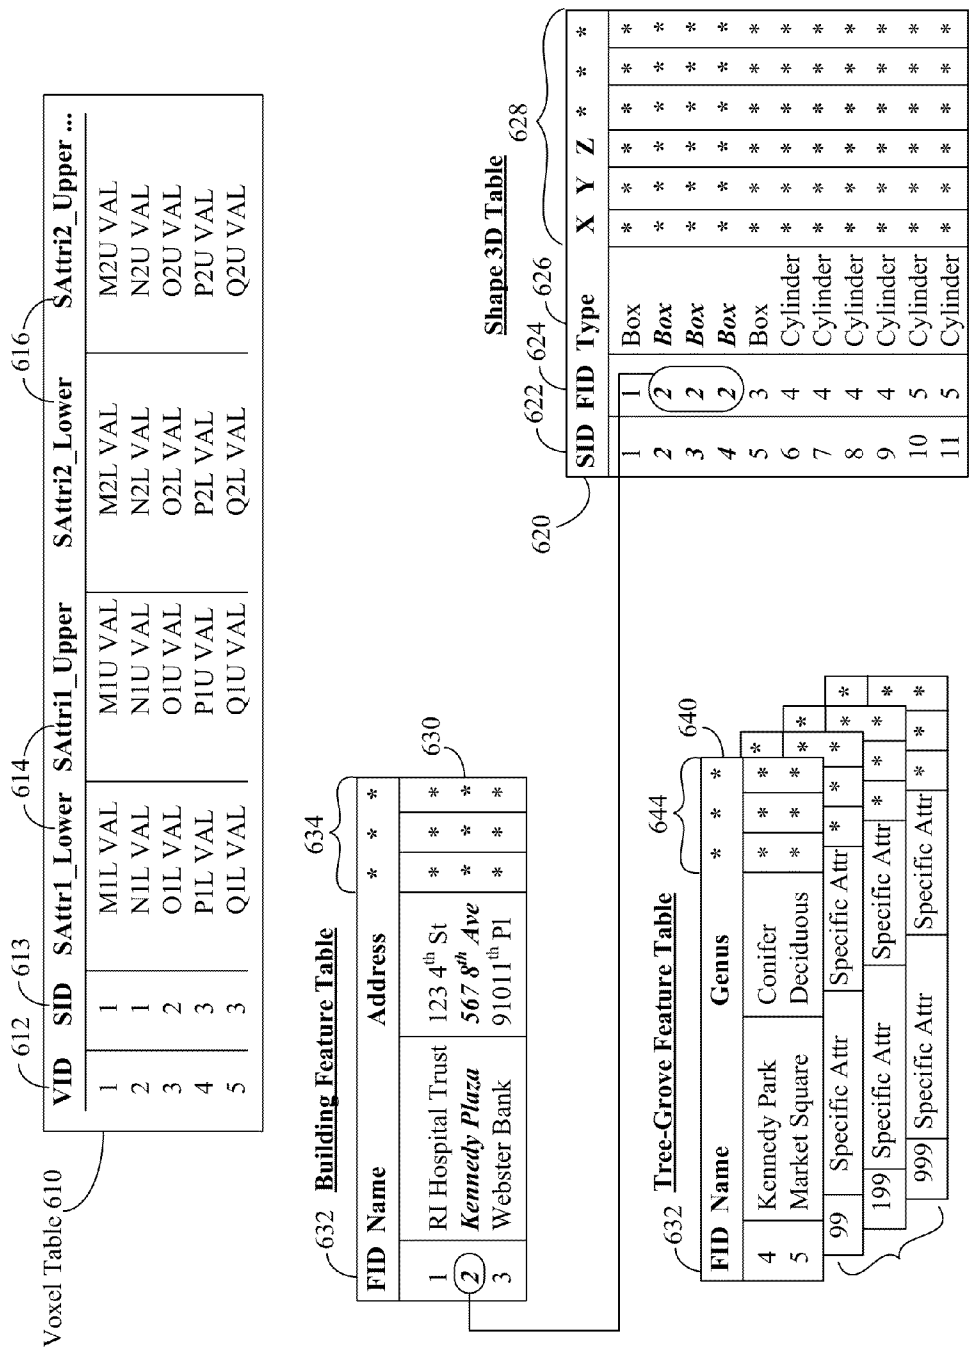 Voxel Table 610
612 613 614 616
VID SID SAttr1_Lower SAttri1_Upper SAttri2_Lower SAttri2_Upper ...
1 1 M1L VAL M1U VAL M2L VAL M2U VAL
2 1 N1L VAL N1U VAL N2L VAL N2U VAL
3 2 O1L VAL O1U VAL O2L VAL O2U VAL
4 3 P1L VAL P1U VAL P2L VAL P2U VAL
5 3 Q1L VAL Q1U VAL Q2L VAL Q2U VAL
Building Feature Table
632 634 630
FID Name Address * * *
1 RI Hospital Trust 123 4th St * * *
2 Kennedy Plaza 567 8th Ave * * *
3 Webster Bank 91011th Pl * * *
Shape 3D Table
620 622 624 626 628
SID FID Type X Y Z * * *
1 1 Box * * * * * *
2 2 Box * * * * * *
3 2 Box * * * * * *
4 2 Box * * * * * *
5 3 Box * * * * * *
6 4 Cylinder * * * * * *
7 4 Cylinder * * * * * *
8 4 Cylinder * * * * * *
9 4 Cylinder * * * * * *
10 5 Cylinder * * * * * *
11 5 Cylinder * * * * * *
Tree-Grove Feature Table
632 644 640
FID Name Genus * * *
4 Kennedy Park Conifer * * * *
5 Market Square Deciduous * * * * *
99 Specific Attr Specific Attr * * * *
199 Specific Attr Specific Attr * * *
999 Specific Attr Specific Attr * * *